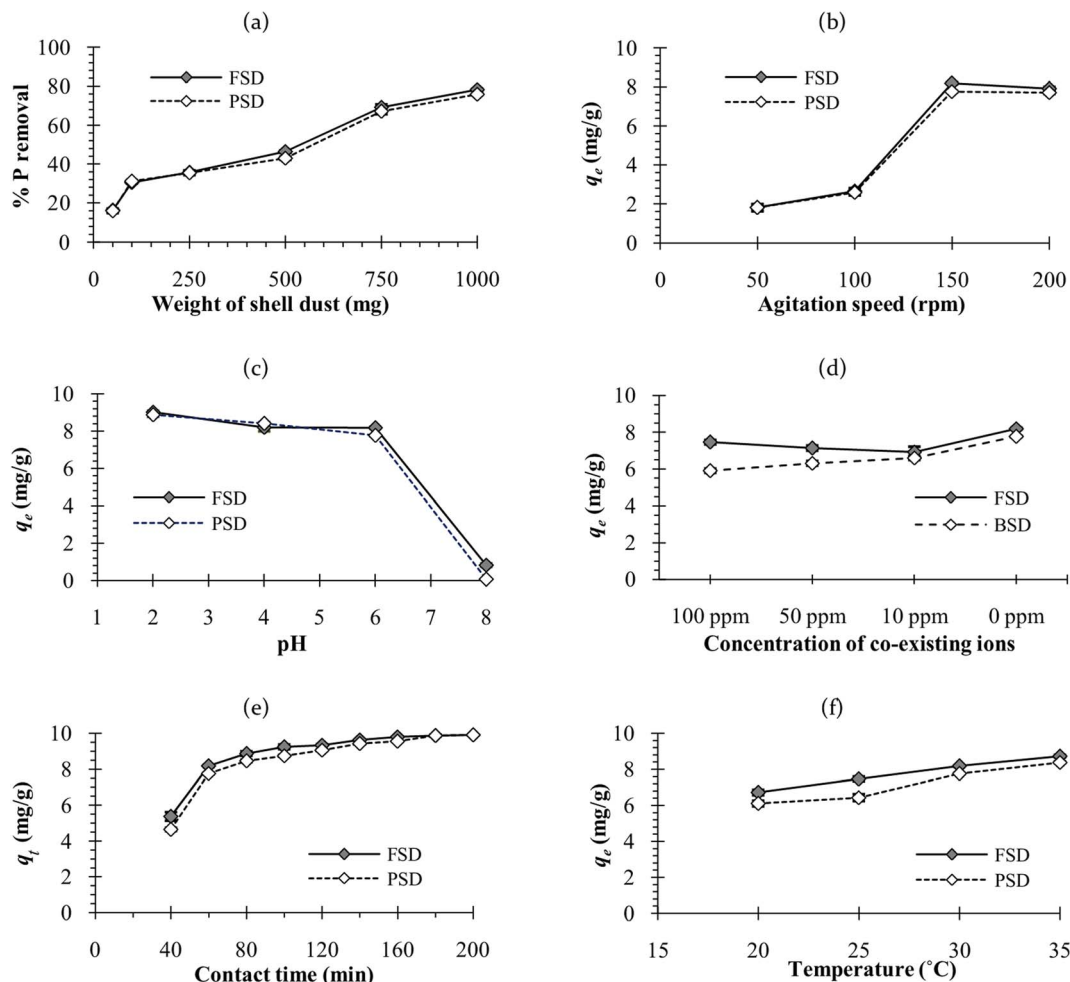 (a)
100
80
60
40
20
0
% P removal
FSD
PSD
0 250 500 750 1000
Weight of shell dust (mg)
(b)
10
8
6
4
2
0
qe (mg/g)
FSD
PSD
0 50 100 150 200
Agitation speed (rpm)
(c)
10
8
6
4
2
0
qe (mg/g)
FSD
PSD
1 2 3 4 5 6 7 8
pH
(d)
10
8
6
4
2
0
qe (mg/g)
FSD
BSD
100 ppm 50 ppm 10 ppm 0 ppm
Concentration of co-existing ions
(e)
10
8
6
4
2
0
qt (mg/g)
FSD
PSD
0 40 80 120 160 200
Contact time (min)
(f)
10
8
6
4
2
0
qe (mg/g)
FSD
PSD
15 20 25 30 35
Temperature (˚C)